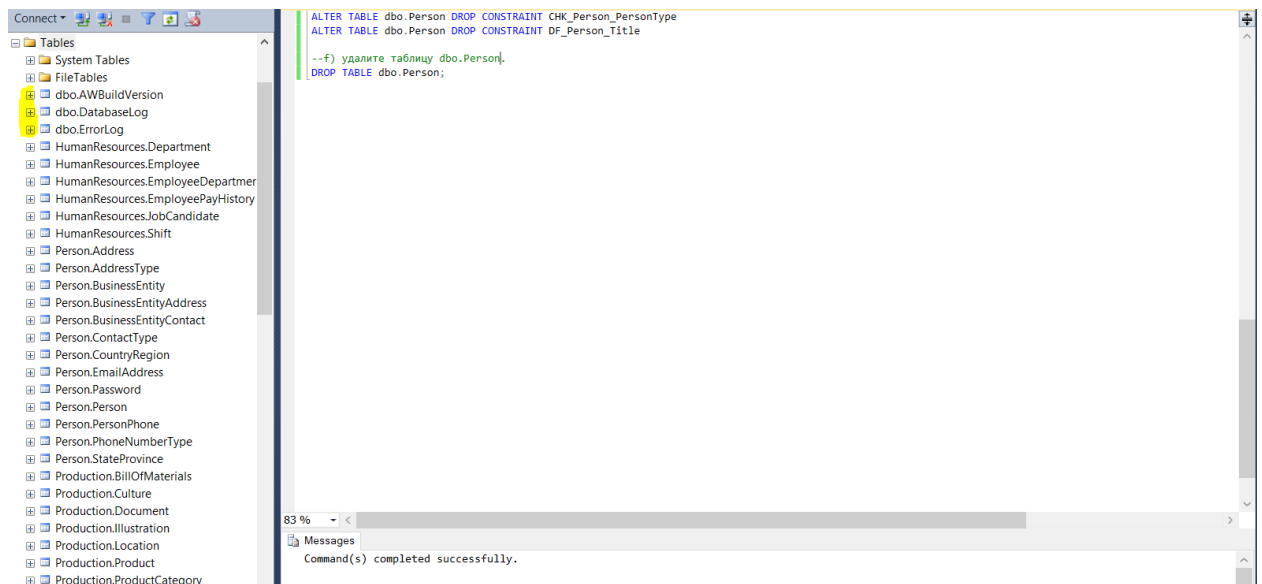 Connect
Tables
System Tables
FileTables
dbo.AWBuildVersion
dbo.DatabaseLog
dbo.ErrorLog
HumanResources.Department
HumanResources.Employee
HumanResources.EmployeeDepartmer
HumanResources.EmployeePayHistory
HumanResources.JobCandidate
HumanResources.Shift
Person.Address
Person.AddressType
Person.BusinessEntity
Person.BusinessEntityAddress
Person.BusinessEntityContact
Person.ContactType
Person.CountryRegion
Person.EmailAddress
Person.Password
Person.Person
Person.PersonPhone
Person.PhoneNumberType
Person.StateProvince
Production.BillOfMaterials
Production.Culture
Production.Document
Production.Illustration
Production.Location
Production.Product
Production.ProductCategory
ALTER TABLE dbo.Person DROP CONSTRAINT CHK_Person_PersonType
ALTER TABLE dbo.Person DROP CONSTRAINT DF_Person_Title
--f) удалите таблицу dbo.Person.
DROP TABLE dbo.Person;
83 %
Messages
Command(s) completed successfully.